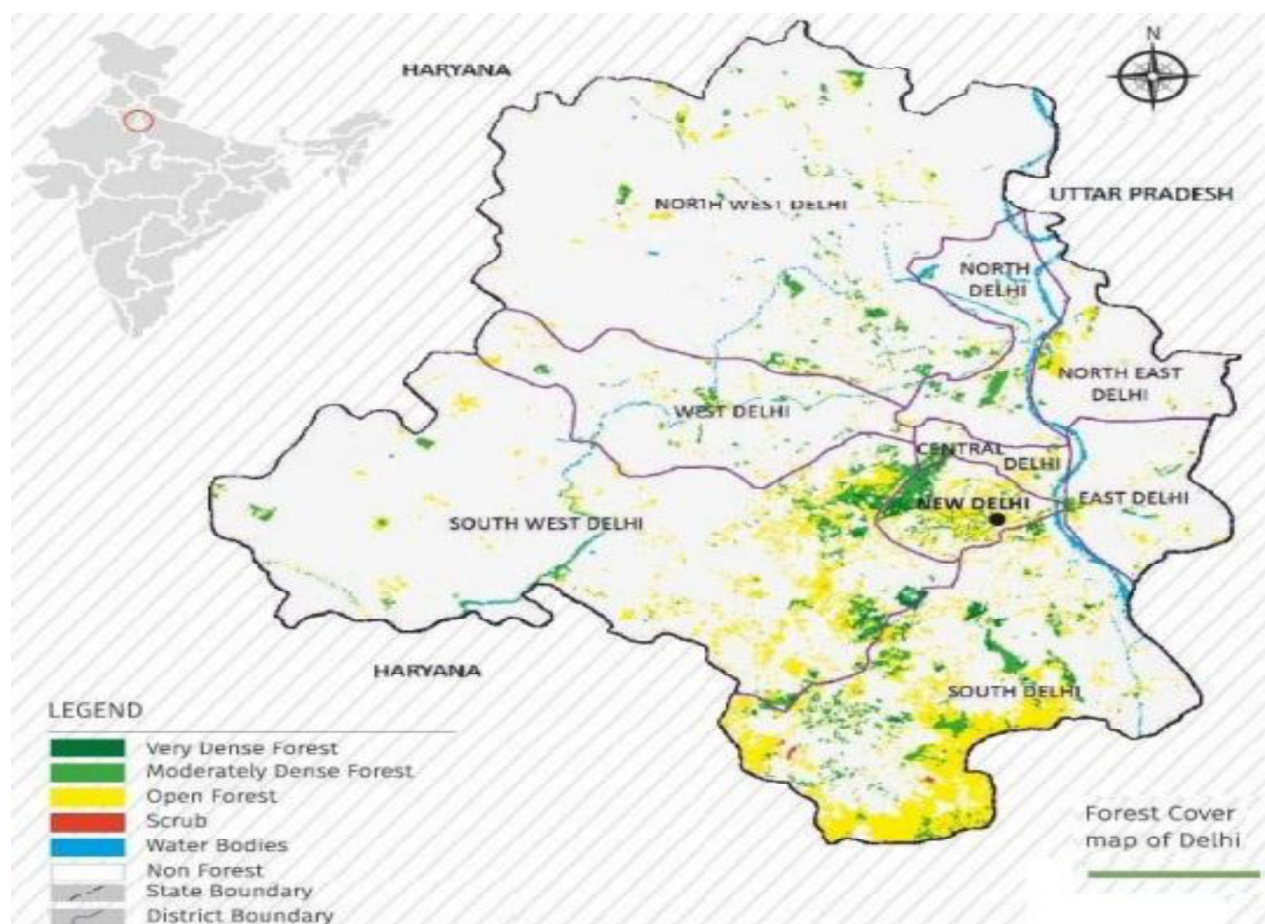 N
HARYANA
UTTAR PRADESH
NORTH WEST DELHI
NORTH
DELHI
NORTH EAST
DELHI
WEST DELHI
CENTRAL
DELHI
NEW DELHI
EAST DELHI
SOUTH WEST DELHI
HARYANA
SOUTH DELHI
LEGEND
Very Dense Forest
Moderately Dense Forest
Open Forest
Scrub
Water Bodies
Non Forest
State Boundary
District Boundary
Forest Cover
map of Delhi